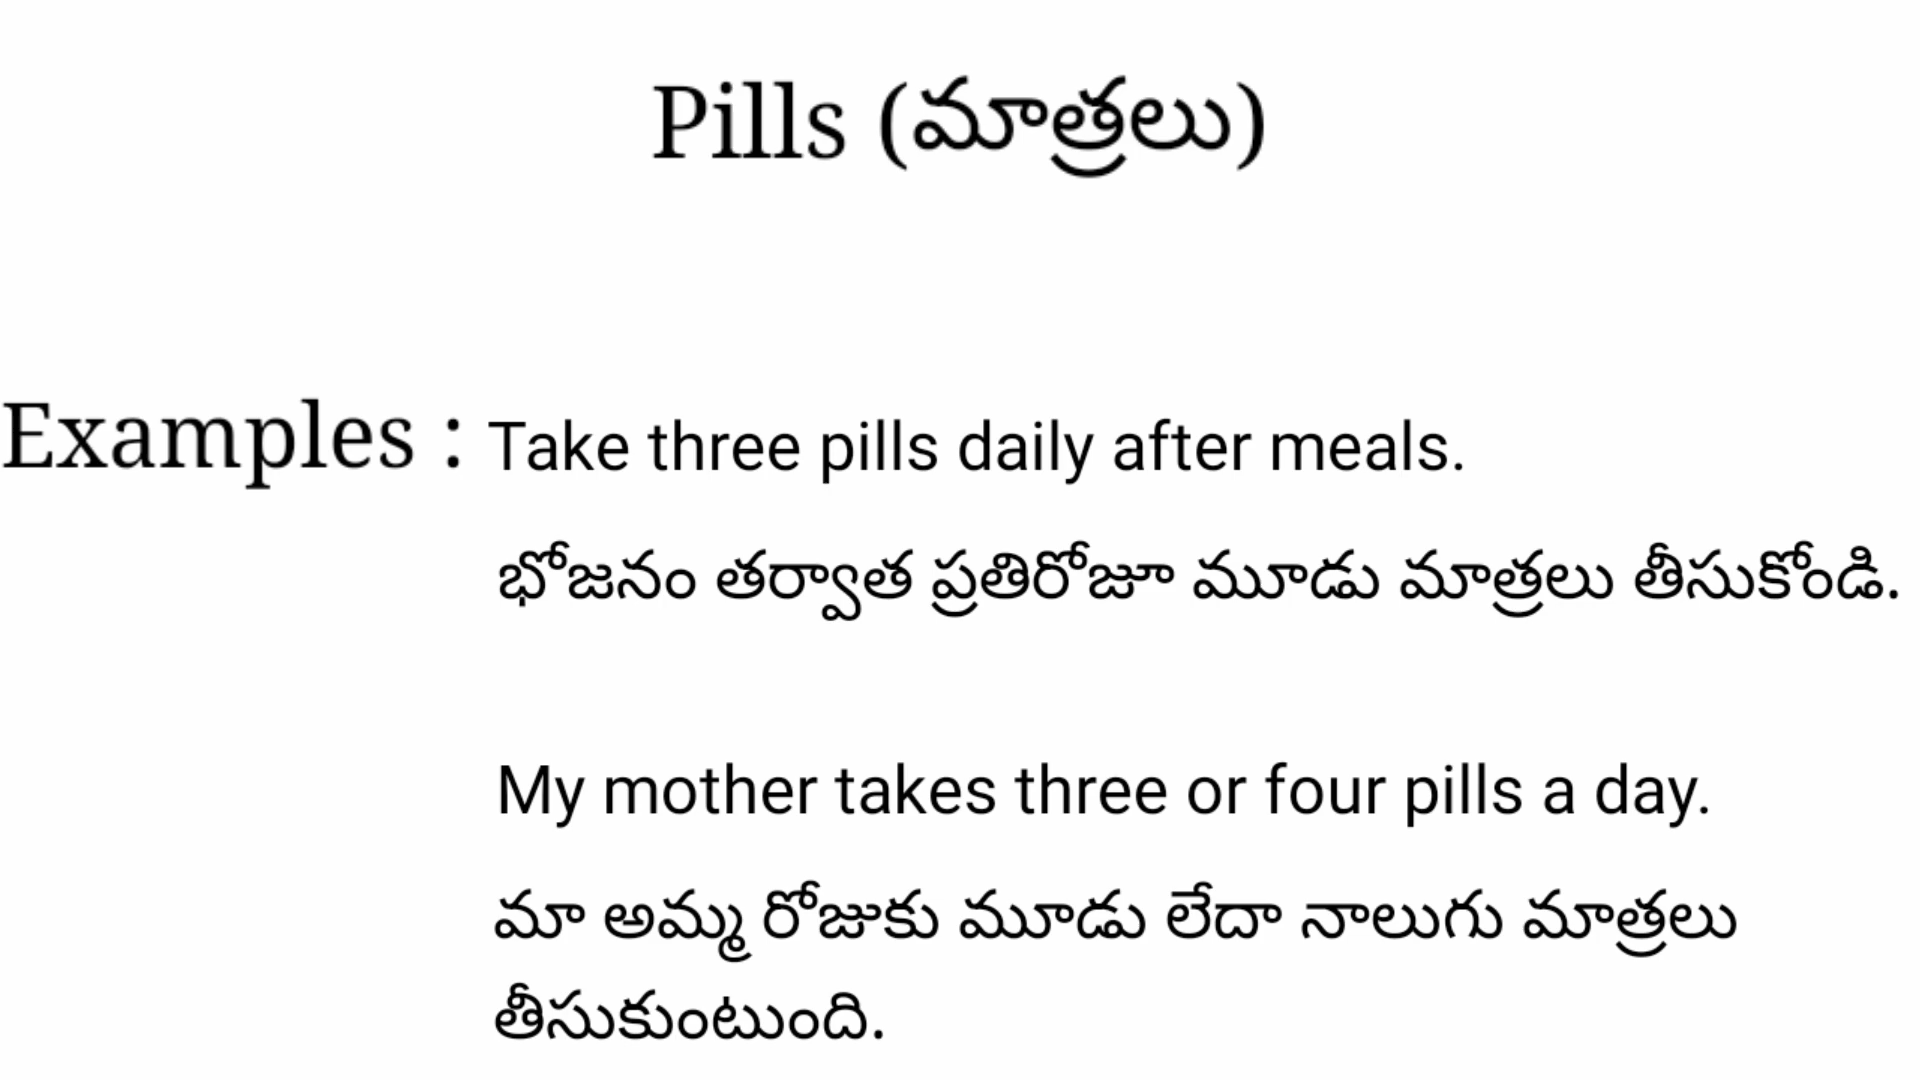 Pills (మాత్రలు)
Examples : Take three pills daily after meals.
భోజనం తర్వాత ప్రతిరోజూ మూడు మాత్రలు తీసుకోండి.
My mother takes three or four pills a day.
మా అమ్మ రోజుకు మూడు లేదా నాలుగు మాత్రలు
తీసుకుంటుంది.